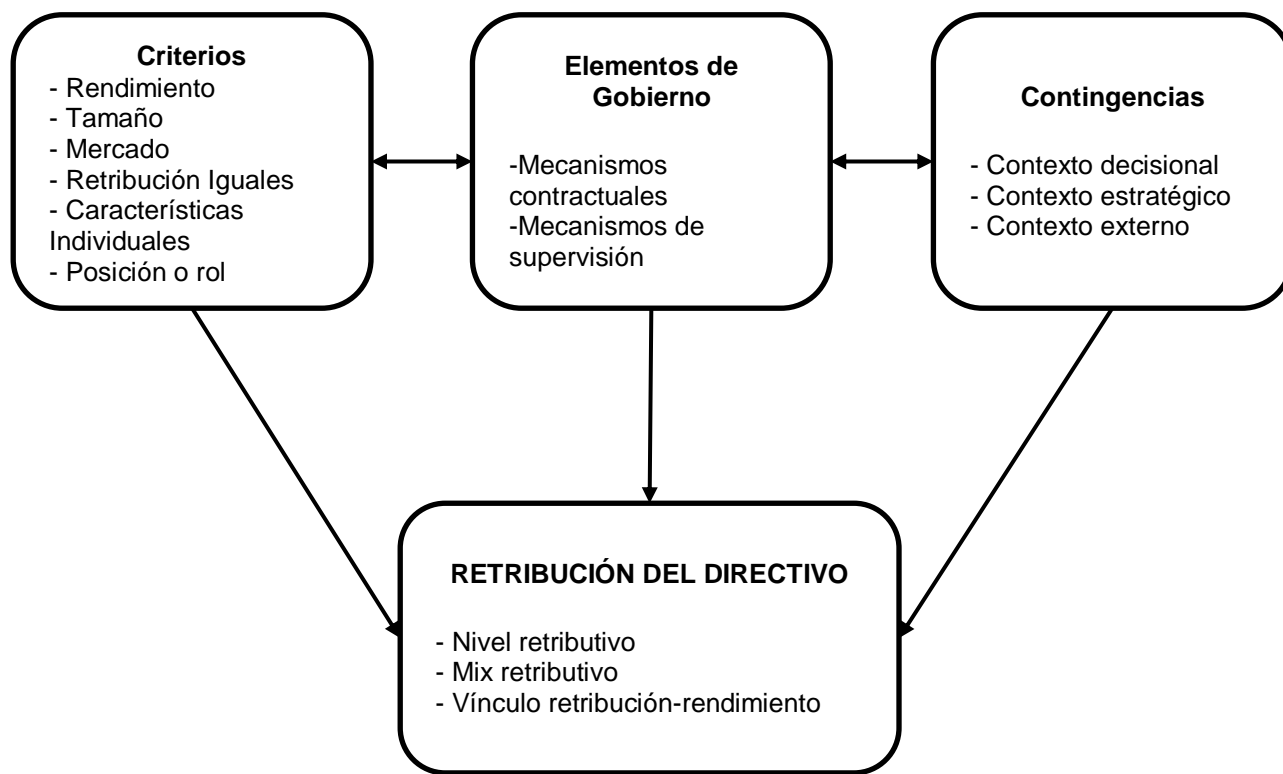 Criterios
- Rendimiento
- Tamaño
- Mercado
- Retribución Iguales
- Características
Individuales
- Posición o rol
Elementos de
Gobierno
-Mecanismos
contractuales
-Mecanismos de
supervisión
Contingencias
- Contexto decisional
- Contexto estratégico
- Contexto externo
RETRIBUCIÓN DEL DIRECTIVO
- Nivel retributivo
- Mix retributivo
- Vínculo retribución-rendimiento